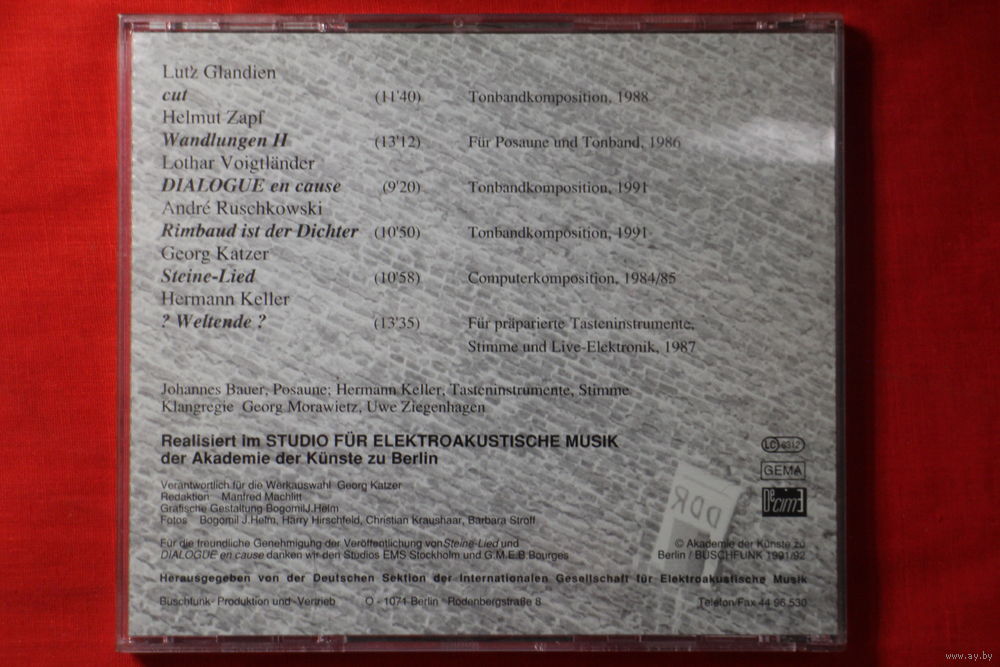 Lutz Glandien
cut (11'40) Tonbandkomposition, 1988
Helmut Zapf
Wandlungen II (13'12) Für Posaune und Tonband, 1986
Lothar Voigtländer
DIALOGUE en cause (9'20) Tonbandkomposition, 1991
André Ruschkowski
Rimbaud ist der Dichter (10'50) Tonbandkomposition, 1991
Georg Katzer
Steine-Lied (10'58) Computerkomposition, 1984/85
Hermann Keller
? Weltende ? (13'35) Für präparierte Tasteninstrumente,
Stimme und Live-Elektronik, 1987
Johannes Bauer, Posaune; Hermann Keller, Tasteninstrumente, Stimme
Klangregie Georg Morawietz, Uwe Ziegenhagen
Realisiert im STUDIO FÜR ELEKTROAKUSTISCHE MUSIK
der Akademie der Künste zu Berlin
LC 6312
GEMA
Decima
Verantwortlich für die Werkauswahl Georg Katzer
Redaktion Manfred Machlitt
Grafische Gestaltung Bogomil J.Helm
Fotos Bogomil J.Helm, Harry Hirschfeld, Christian Kraushaar, Barbara Stroff
DDR
Für die freundliche Genehmigung der Veröffentlichung von Steine-Lied und
DIALOGUE en cause danken wir den Studios EMS Stockholm und G.M.E.B.Bourges
© Akademie der Künste zu
Berlin / BUSCHFUNK 1991/92
Herausgegeben von der Deutschen Sektion der Internationalen Gesellschaft für Elektroakustische Musik
Buschfunk-Produktion und -Vertrieb O - 1071 Berlin Rodenbergstraße 8 Telefon/Fax 44 96 530
www.ay.by